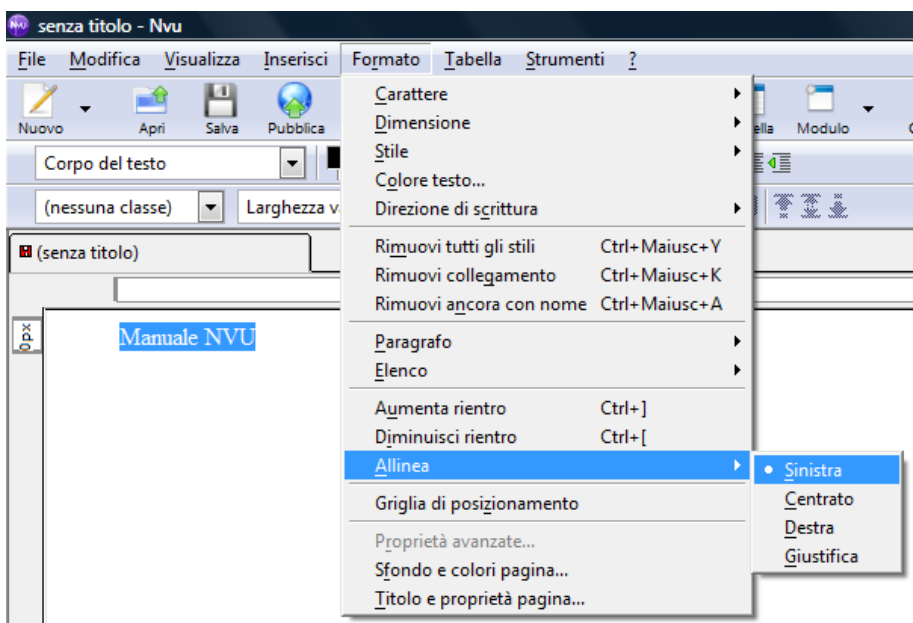 senza titolo - Nvu
File Modifica Visualizza Inserisci Formato Tabella Strumenti ?
Nuovo Apri Salva Pubblica Modulo
Corpo del testo
(nessuna classe) Larghezza
(senza titolo)
Manuale NVU
Carattere
Dimensione
Stile
Colore testo...
Direzione di scrittura
Rimuovi tutti gli stili Ctrl+Maiusc+Y
Rimuovi collegamento Ctrl+Maiusc+K
Rimuovi ancora con nome Ctrl+Maiusc+A
Paragrafo
Elenco
Aumenta rientro Ctrl+]
Diminuisci rientro Ctrl+[
Allinea
Griglia di posizionamento
Proprietà avanzate...
Sfondo e colori pagina...
Titolo e proprietà pagina...
Sinistra
Centrato
Destra
Giustifica